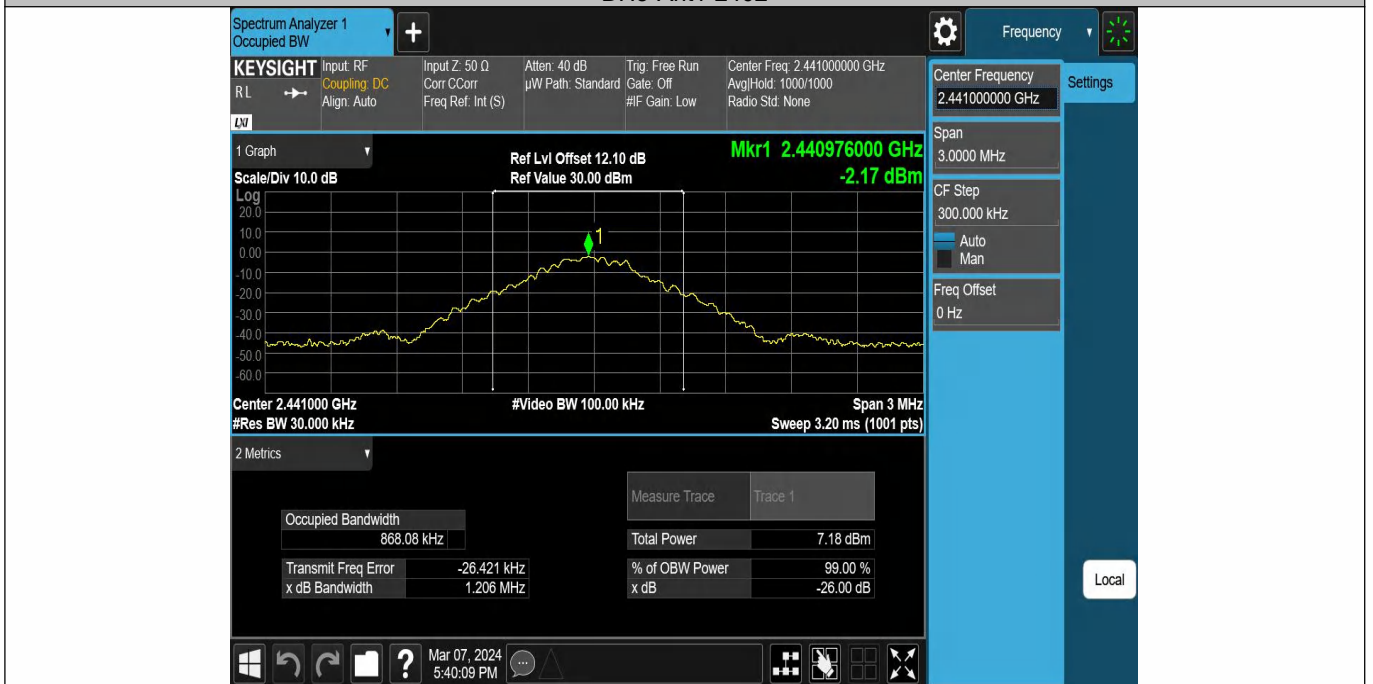 Spectrum Analyzer 1
Occupied BW
Frequency
KEYSIGHT
RL
LXI
Input: RF
Coupling: DC
Align: Auto
Input Z: 50 Ω
Corr CCorr
Freq Ref: Int (S)
Atten: 40 dB
µW Path: Standard
Trig: Free Run
Gate: Off
#IF Gain: Low
Center Freq: 2.441000000 GHz
Avg|Hold: 1000/1000
Radio Std: None
Center Frequency
2.441000000 GHz
Settings
Span
3.0000 MHz
CF Step
300.000 kHz
Auto
Man
Freq Offset
0 Hz
Local
1 Graph
Scale/Div 10.0 dB
Ref Lvl Offset 12.10 dB
Ref Value 30.00 dBm
Mkr1 2.440976000 GHz
-2.17 dBm
Log
20.0
10.0
0.00
-10.0
-20.0
-30.0
-40.0
-50.0
-60.0
1
Center 2.441000 GHz
#Video BW 100.00 kHz
Span 3 MHz
#Res BW 30.000 kHz
Sweep 3.20 ms (1001 pts)
2 Metrics
Measure Trace Trace 1
Occupied Bandwidth
868.08 kHz
Total Power 7.18 dBm
Transmit Freq Error -26.421 kHz
% of OBW Power 99.00 %
x dB Bandwidth 1.206 MHz
x dB -26.00 dB
?
Mar 07, 2024
5:40:09 PM